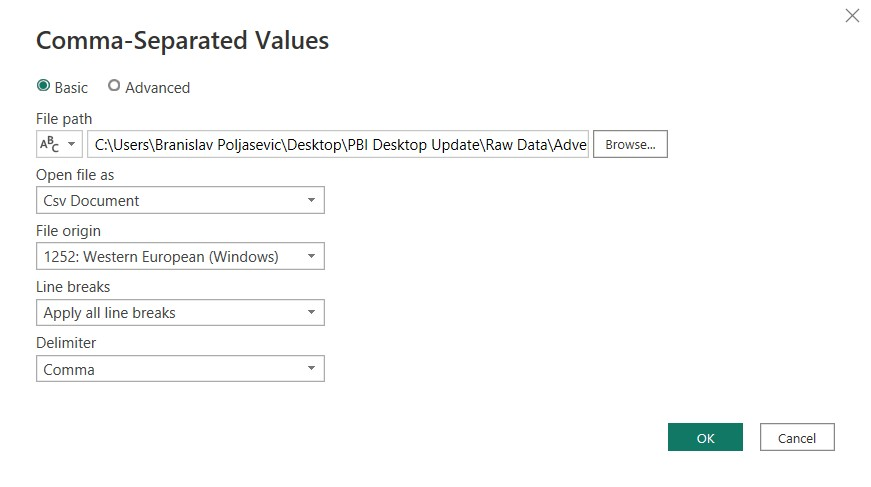 Comma-Separated Values
Basic Advanced
File path
ABC C:\Users\Branislav Poljasevic\Desktop\PBI Desktop Update\Raw Data\Adve Browse...
Open file as
Csv Document
File origin
1252: Western European (Windows)
Line breaks
Apply all line breaks
Delimiter
Comma
OK Cancel